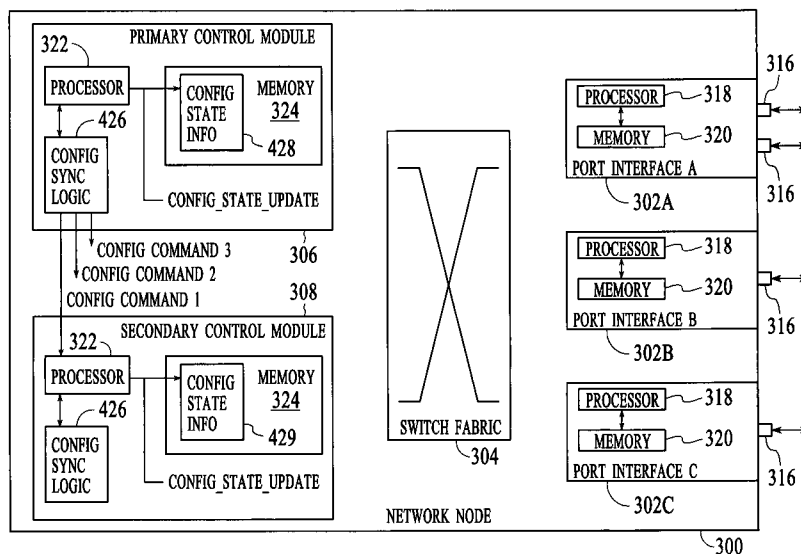 PRIMARY CONTROL MODULE
322
PROCESSOR
426
CONFIG
SYNC
LOGIC
CONFIG
STATE
INFO
MEMORY
324
428
CONFIG_STATE_UPDATE
306
CONFIG COMMAND 3
CONFIG COMMAND 2
CONFIG COMMAND 1
308
SECONDARY CONTROL MODULE
322
PROCESSOR
426
CONFIG
SYNC
LOGIC
CONFIG
STATE
INFO
MEMORY
324
429
CONFIG_STATE_UPDATE
SWITCH FABRIC
304
PROCESSOR
318
MEMORY
320
PORT INTERFACE A
302A
316
316
PROCESSOR
318
MEMORY
320
PORT INTERFACE B
302B
316
PROCESSOR
318
MEMORY
320
PORT INTERFACE C
302C
316
NETWORK NODE
300